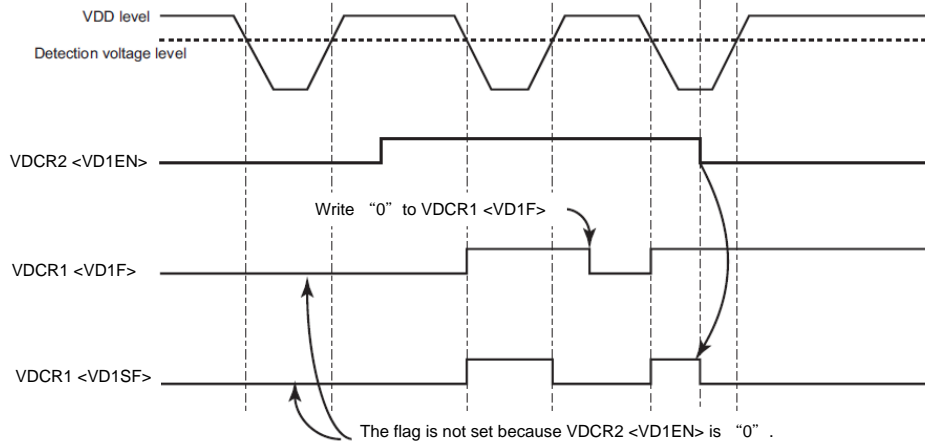 VDD level
Detection voltage level
VDCR2 <VD1EN>
Write “0” to VDCR1 <VD1F>
VDCR1 <VD1F>
VDCR1 <VD1SF>
The flag is not set because VDCR2 <VD1EN> is “0”.